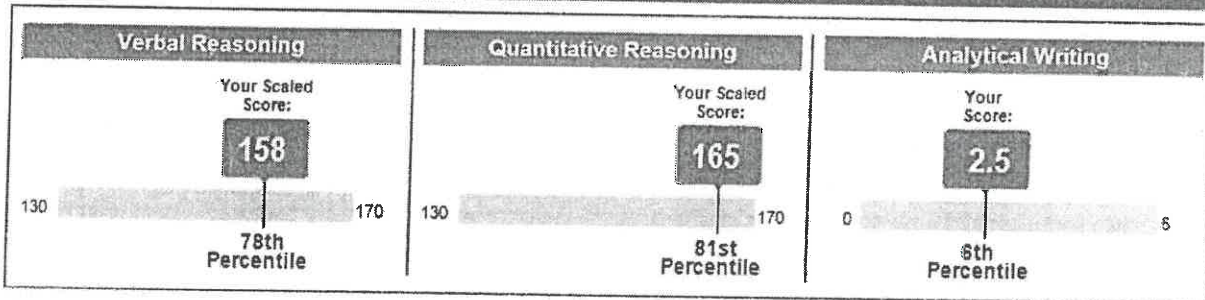 Verbal Reasoning
Your Scaled
Score:
158
130
170
78th
Percentile
Quantitative Reasoning
Your Scaled
Score:
165
130
170
81st
Percentile
Analytical Writing
Your
Score:
2.5
0
6
6th
Percentile